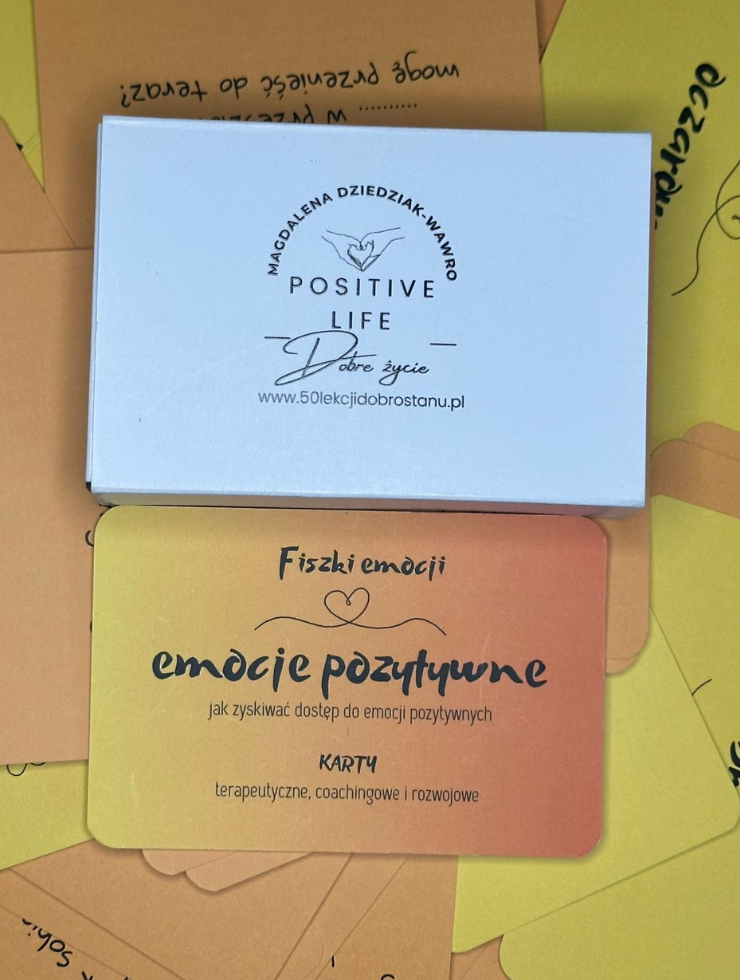 mogę przenieść do teraz?
MAGDALENA DZIEDZIAK-WAWRO
POSITIVE
LIFE
Dobre życie
www.50lekcjidobrostanu.pl
Fiszki emocji
emocje pozytywne
jak zyskiwać dostęp do emocji pozytywnych
KARTY
terapeutyczne, coachingowe i rozwojowe